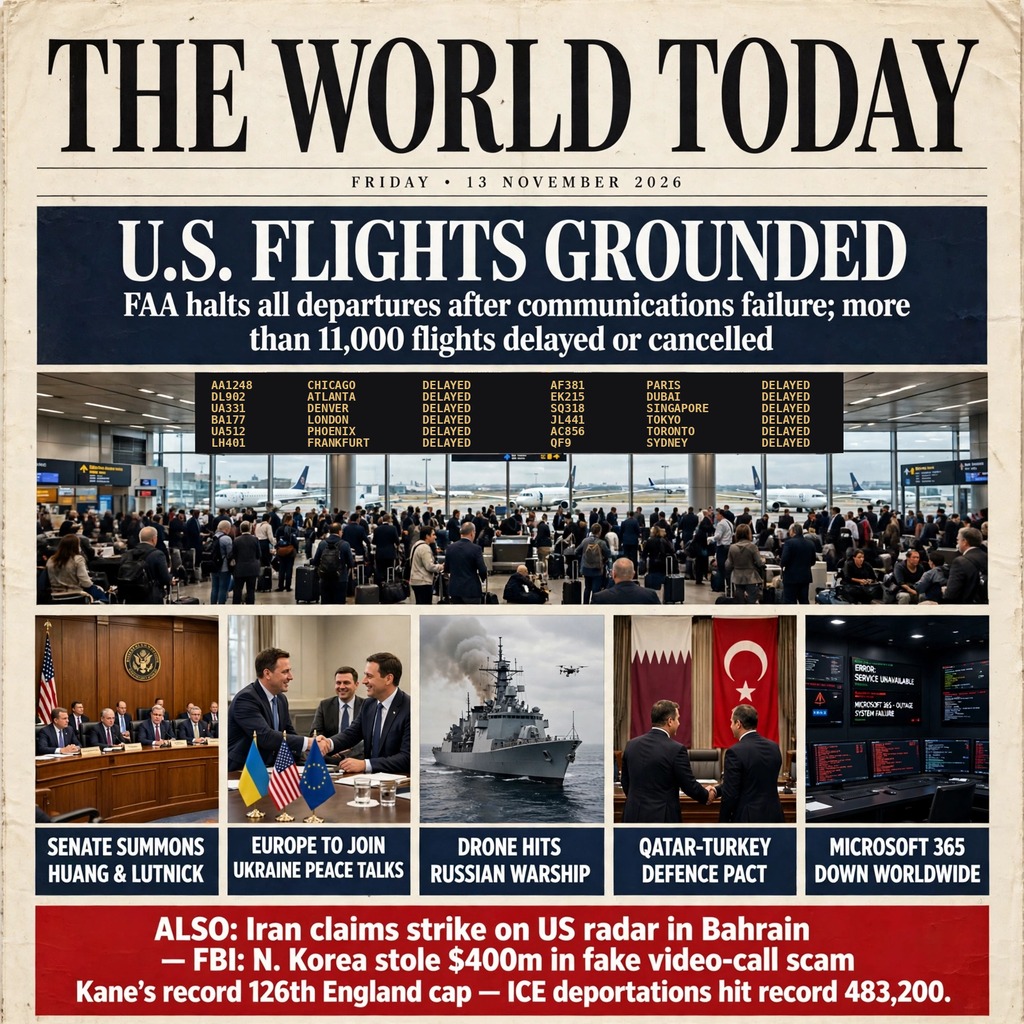 THE WORLD TODAY
FRIDAY • 13 NOVEMBER 2026
U.S. FLIGHTS GROUNDED
FAA halts all departures after communications failure; more
than 11,000 flights delayed or cancelled
AA1248 CHICAGO DELAYED AF381 PARIS DELAYED
DL902 ATLANTA DELAYED EK215 DUBAI DELAYED
UA331 DENVER DELAYED SQ318 SINGAPORE DELAYED
BA177 LONDON DELAYED JL441 TOKYO DELAYED
UA512 PHOENIX DELAYED AC856 TORONTO DELAYED
LH401 FRANKFURT DELAYED QF9 SYDNEY DELAYED
ERROR:
SERVICE UNAVAILABLE
MICROSOFT 365 - OUTAGE
SYSTEM FAILURE
SENATE SUMMONS
HUANG & LUTNICK
EUROPE TO JOIN
UKRAINE PEACE TALKS
DRONE HITS
RUSSIAN WARSHIP
QATAR-TURKEY
DEFENCE PACT
MICROSOFT 365
DOWN WORLDWIDE
ALSO: Iran claims strike on US radar in Bahrain
— FBI: N. Korea stole $400m in fake video-call scam
Kane's record 126th England cap — ICE deportations hit record 483,200.